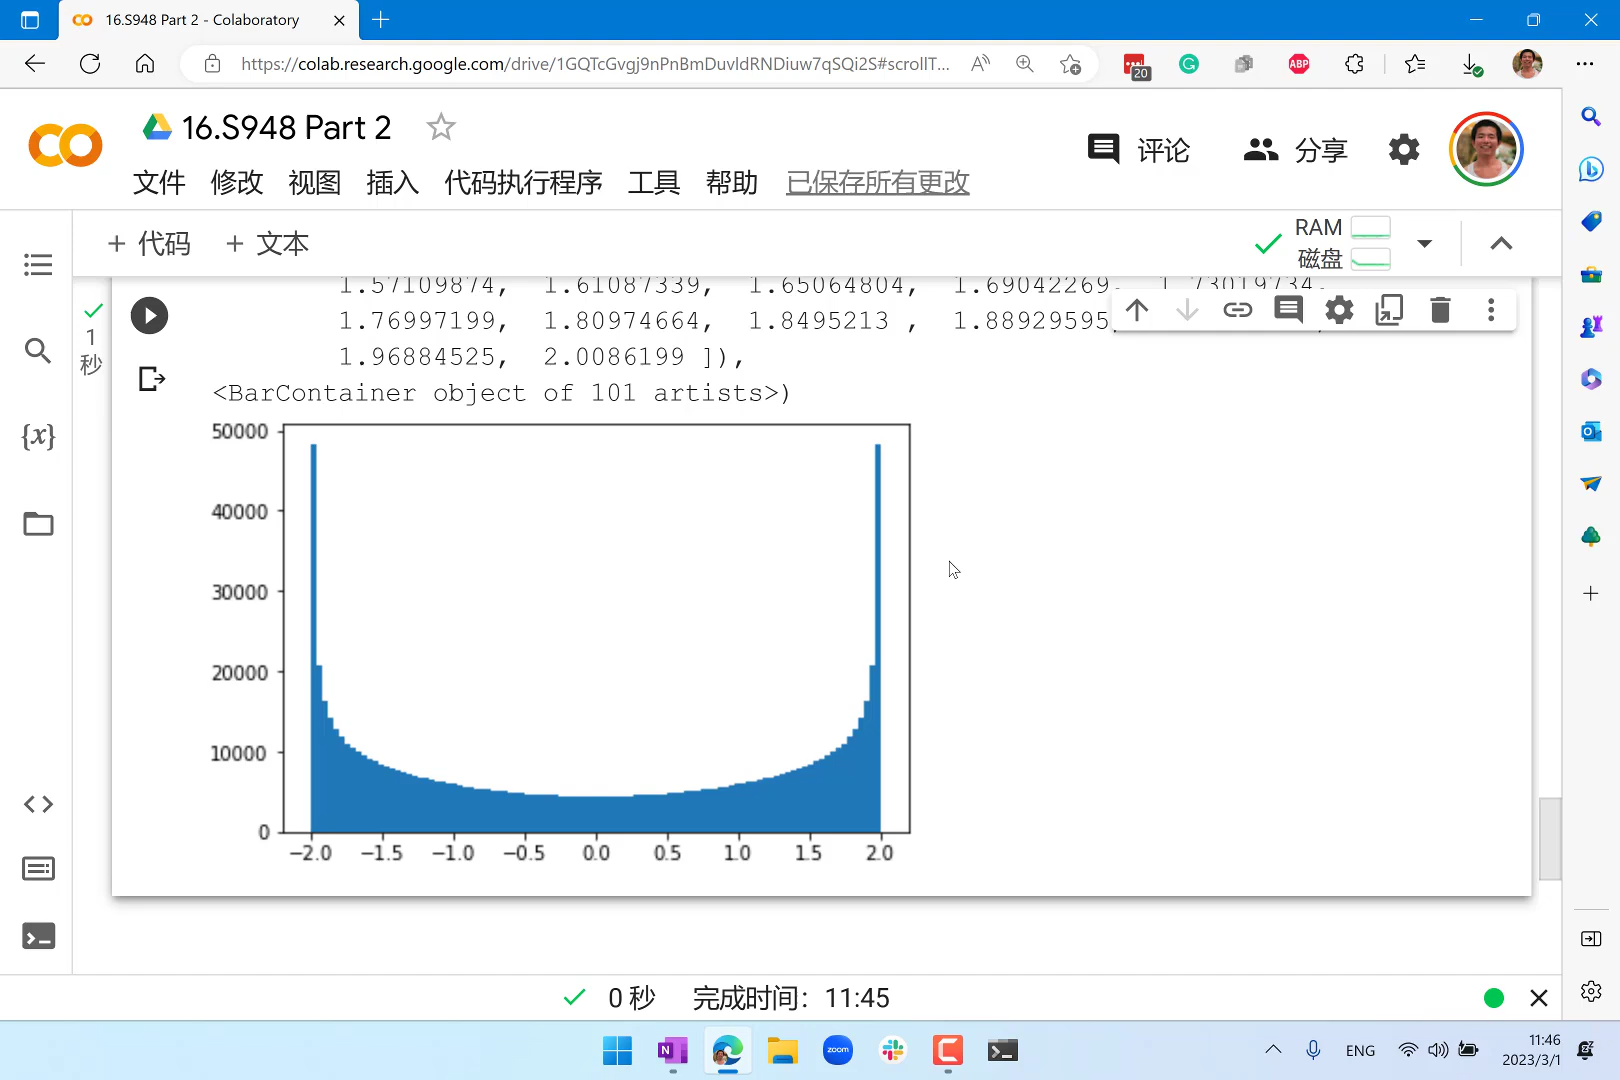 16.S948 Part 2 - Colaboratory
https://colab.research.google.com/drive/1GQTcGvgj9nPnBmDuvldRNDiuw7qSQi2S#scrollT...
20
ABP
16.S948 Part 2
评论
分享
文件 修改 视图 插入 代码执行程序 工具 帮助 已保存所有更改
+ 代码 + 文本
RAM
磁盘
1
秒
{x}
1.57109874, 1.61087339, 1.65064804, 1.69042269, 1.73019734,
1.76997199, 1.80974664, 1.8495213 , 1.88929595,
1.96884525, 2.0086199 ]),
<BarContainer object of 101 artists>)
50000
40000
30000
20000
10000
0
−2.0 −1.5 −1.0 −0.5 0.0 0.5 1.0 1.5 2.0
0 秒 完成时间: 11:45
zoom
ENG
11:46
2023/3/1